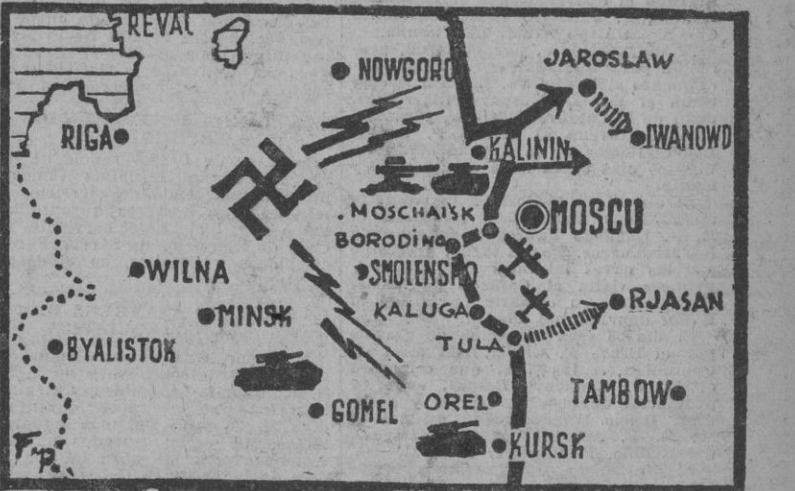 REVAL
NOWGORO
JAROSLAW
RIGA
KALININ
IWANOWD
MOSCHAISK
MOSCU
BORODINO
WILNA
SMOLENSKO
KALUGA
RJASAN
MINSK
BYALISTOK
TULA
GOMEL
OREL
TAMBOW
KURSK